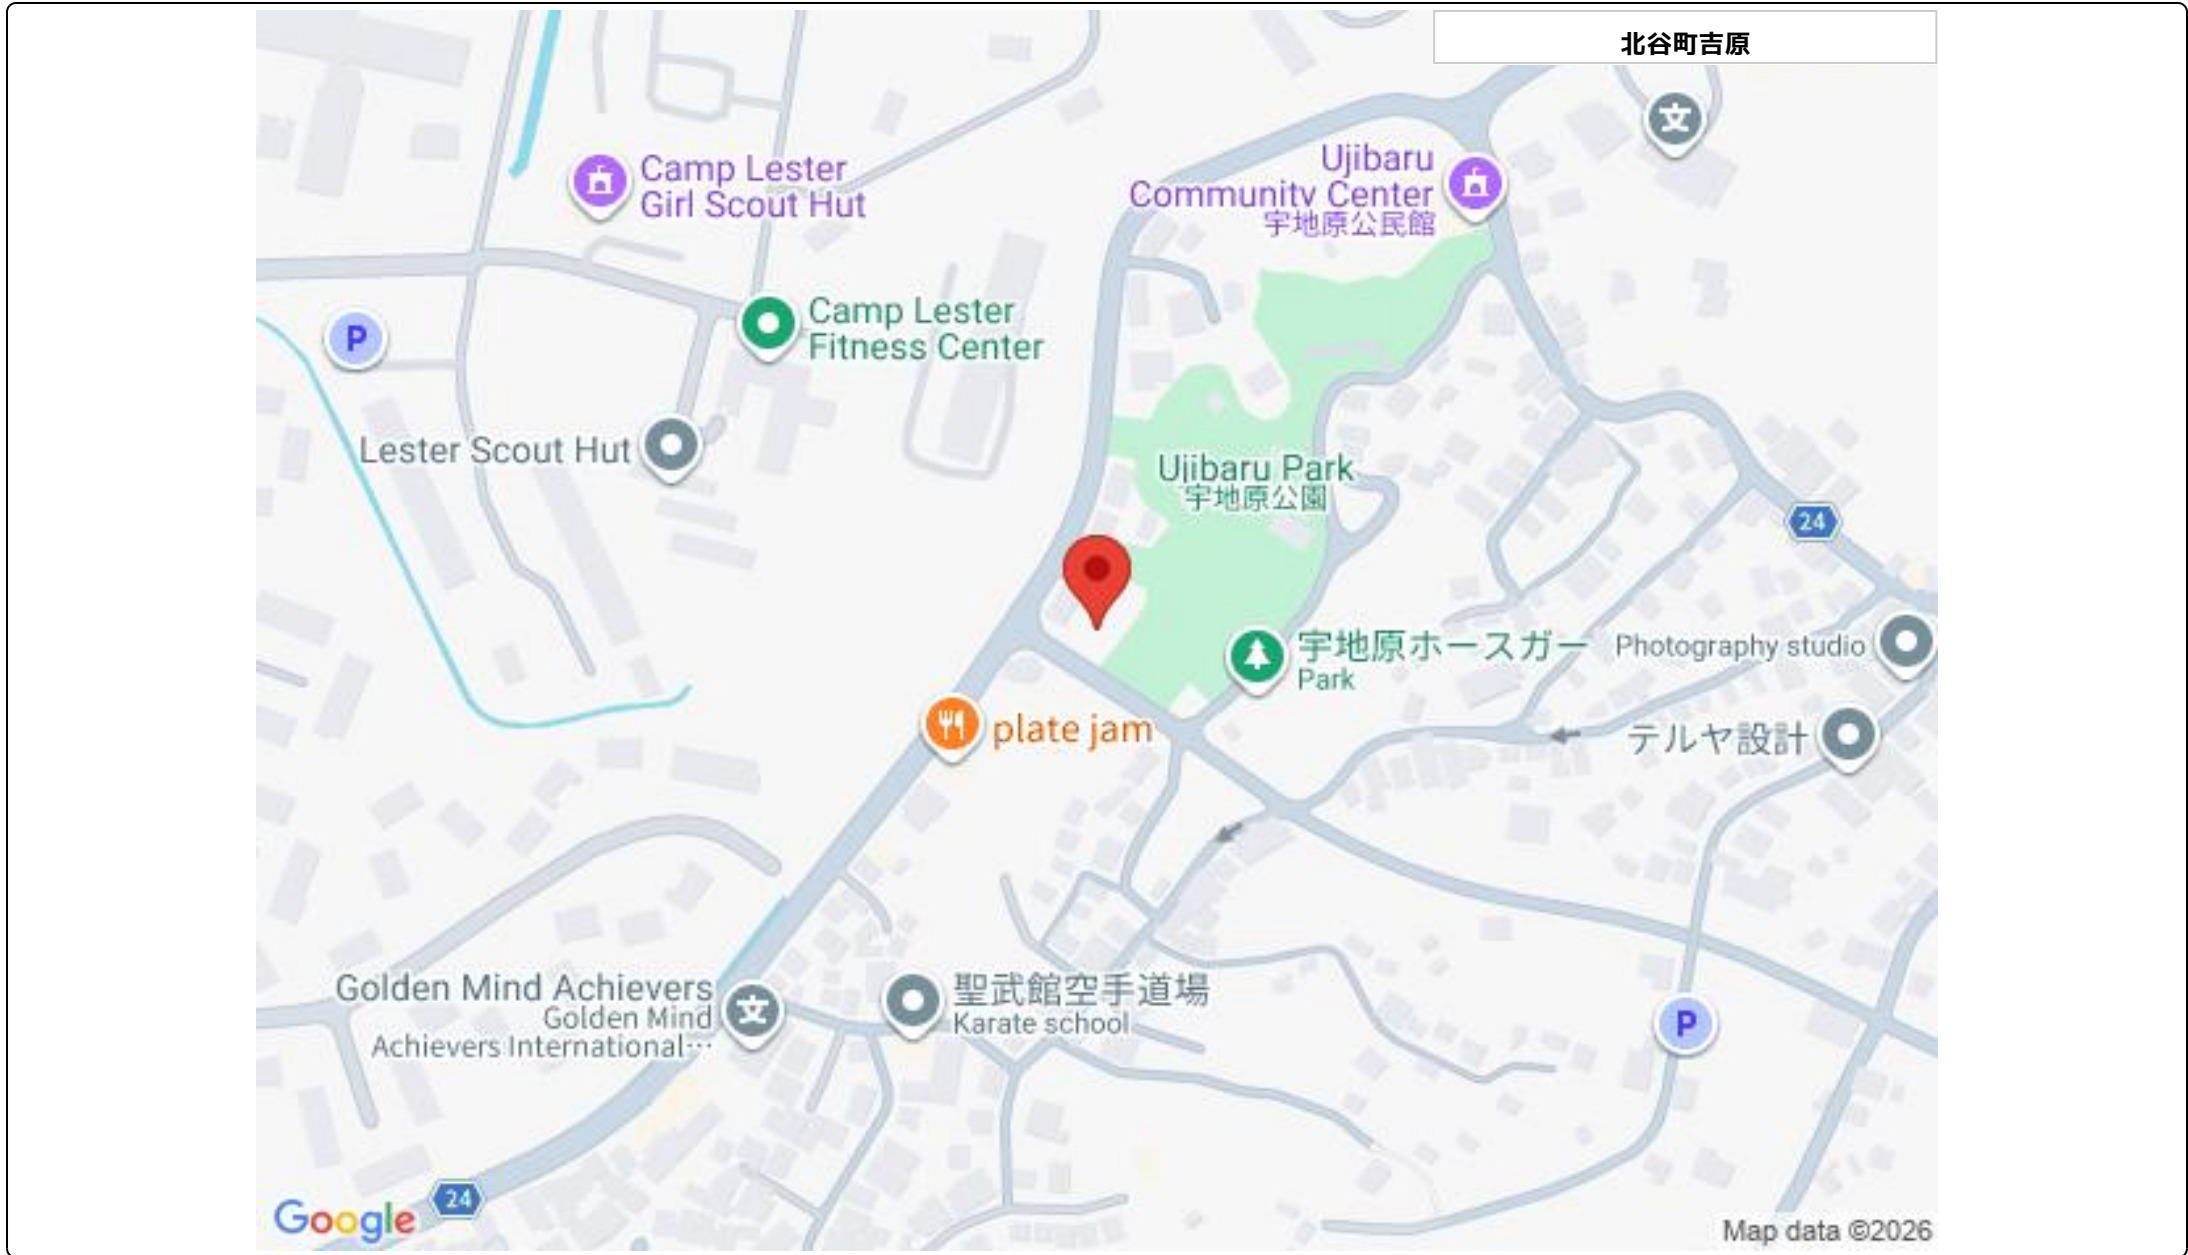 北谷町吉原
文
Camp Lester
Girl Scout Hut
Ujibaru
Community Center
宇地原公民館
Camp Lester
Fitness Center
P
Lester Scout Hut
Ujibaru Park
宇地原公園
24
宇地原ホースガー
Park
Photography studio
plate jam
テルヤ設計
Golden Mind Achievers
Golden Mind
Achievers International…
文
聖武館空手道場
Karate school
P
24
Google
Map data ©2026